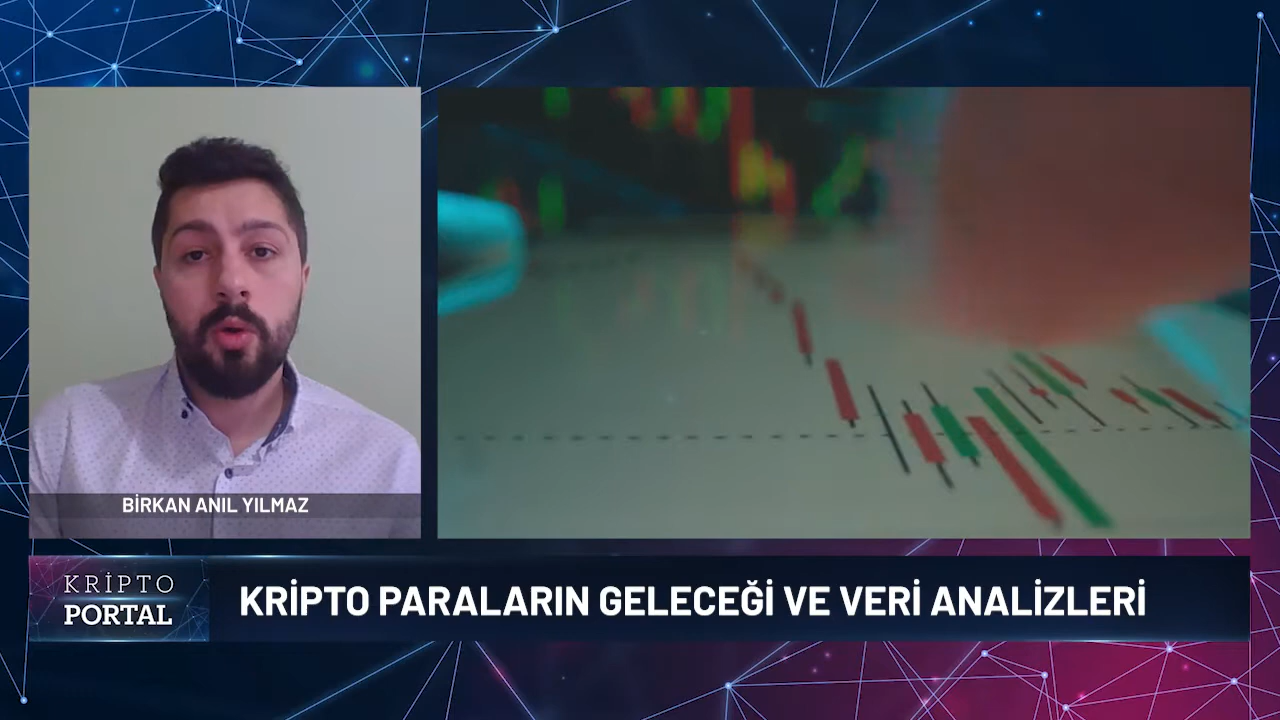 BİRKAN ANIL YILMAZ
KRİPTO
PORTAL
KRİPTO PARALARIN GELECEĞİ VE VERİ ANALİZLERİ